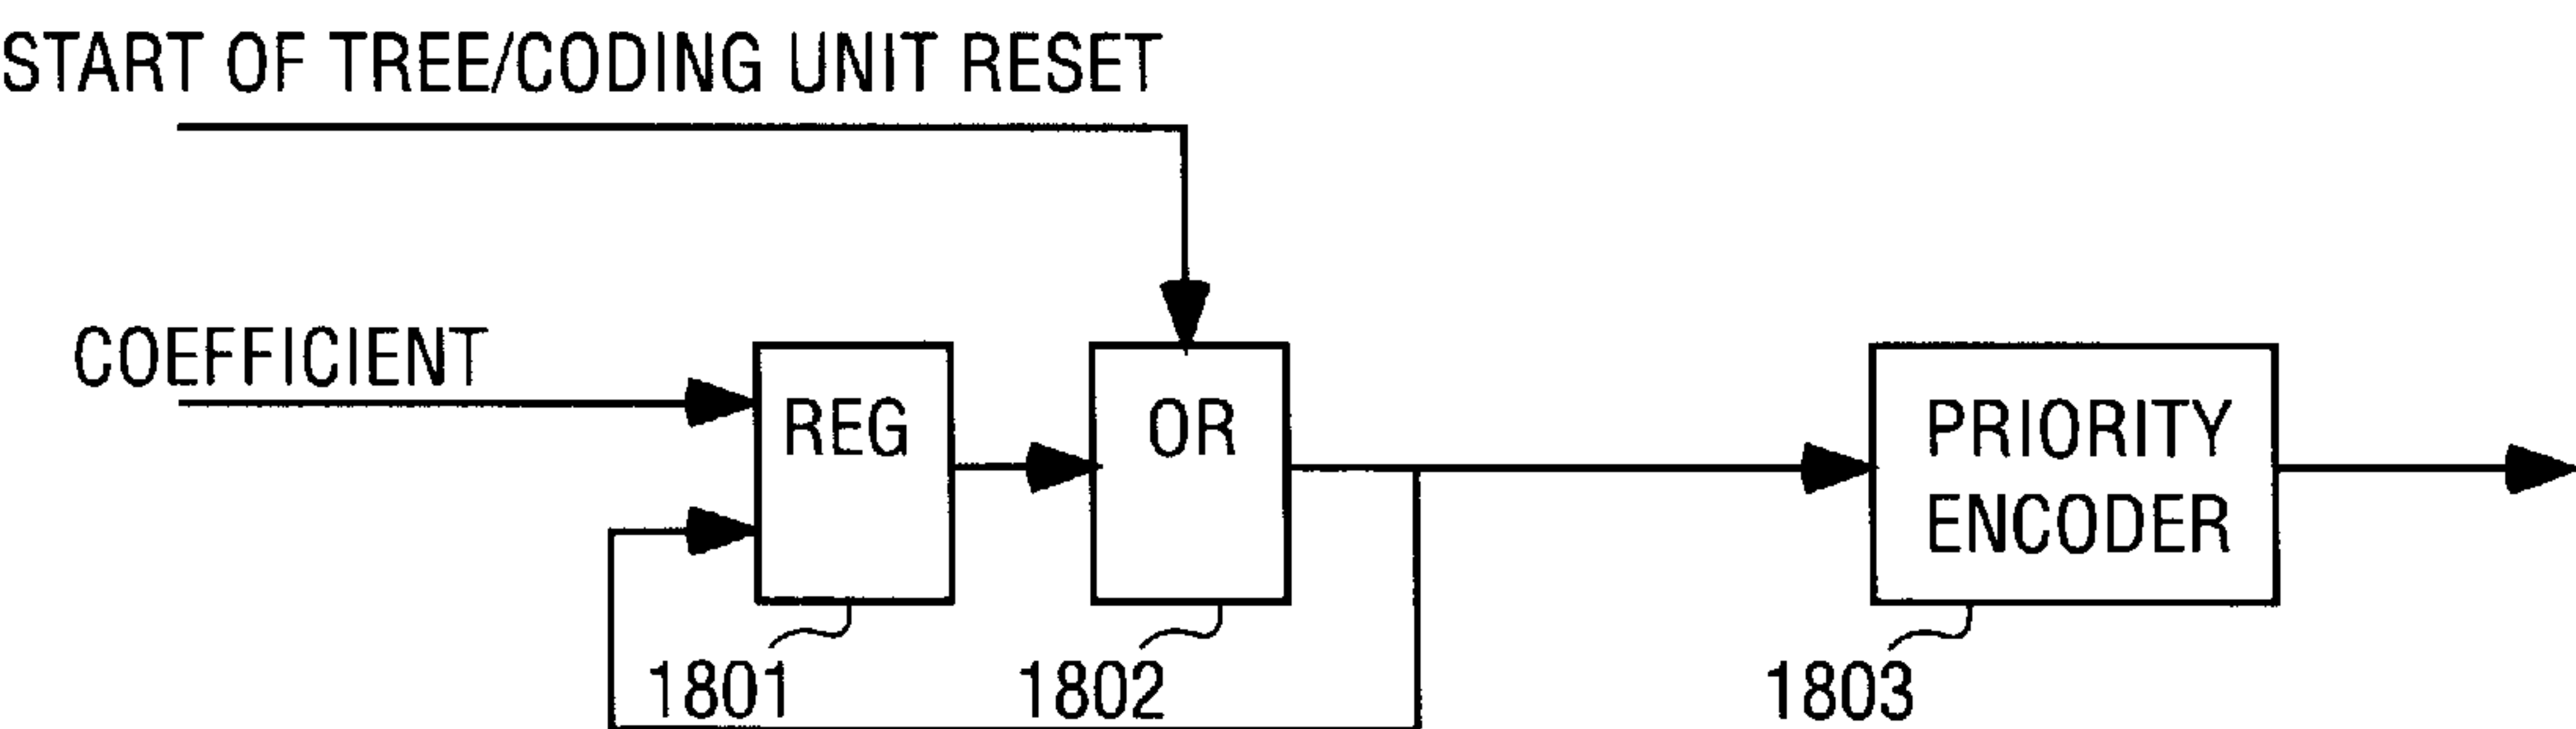 START OF TREE/CODING UNIT RESET
COEFFICIENT
REG
OR
PRIORITY
ENCODER
1801
1802
1803